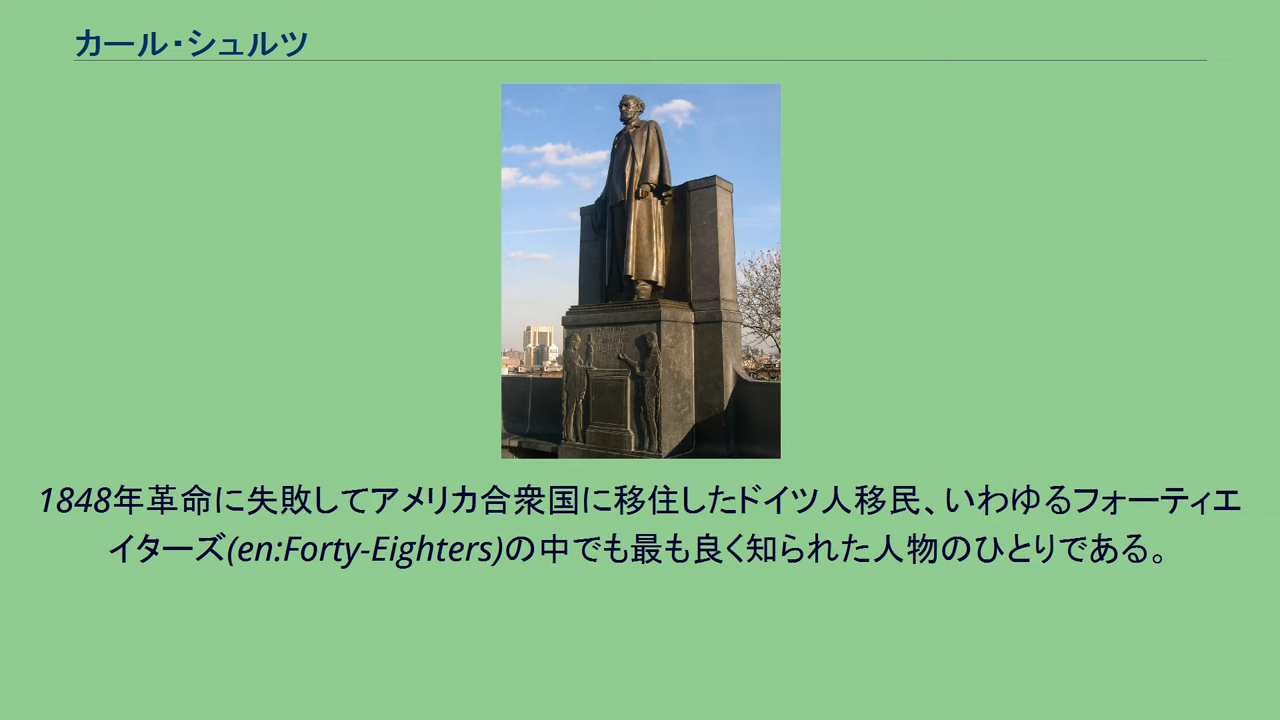 カール・シュルツ
1848年革命に失敗してアメリカ合衆国に移住したドイツ人移民、いわゆるフォーティエ
イターズ(en:Forty-Eighters)の中でも最も良く知られた人物のひとりである。